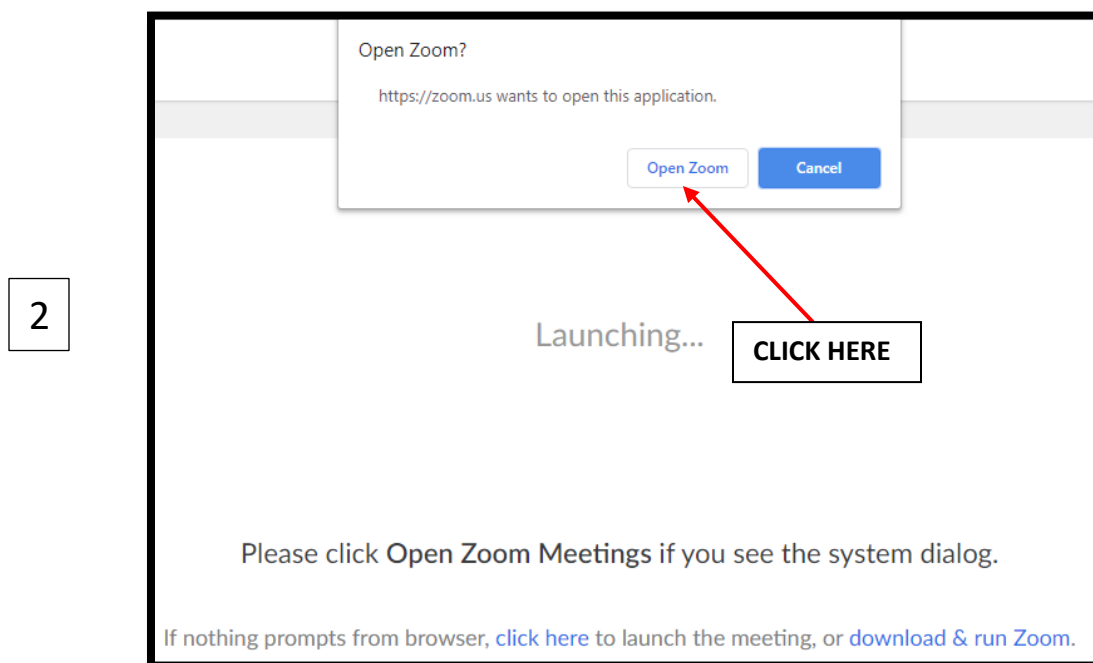 Open Zoom?
https://zoom.us wants to open this application.
Open Zoom
Cancel
2
Launching...
CLICK HERE
Please click Open Zoom Meetings if you see the system dialog.
If nothing prompts from browser, click here to launch the meeting, or download & run Zoom.